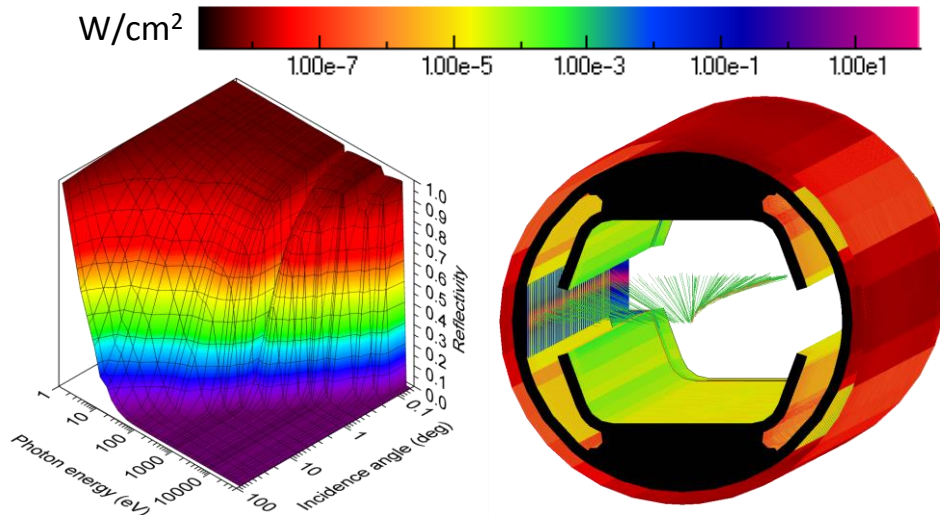 W/cm²
1.00e-7 1.00e-5 1.00e-3 1.00e-1 1.00e1
1.0
0.9
0.8
0.7
0.6
0.5
0.4
0.3
0.2
0.1
0.0
Reflectivity
1 10 100 1000 10000
Photon energy (eV)
0.1 1 10 100
Incidence angle (deg)